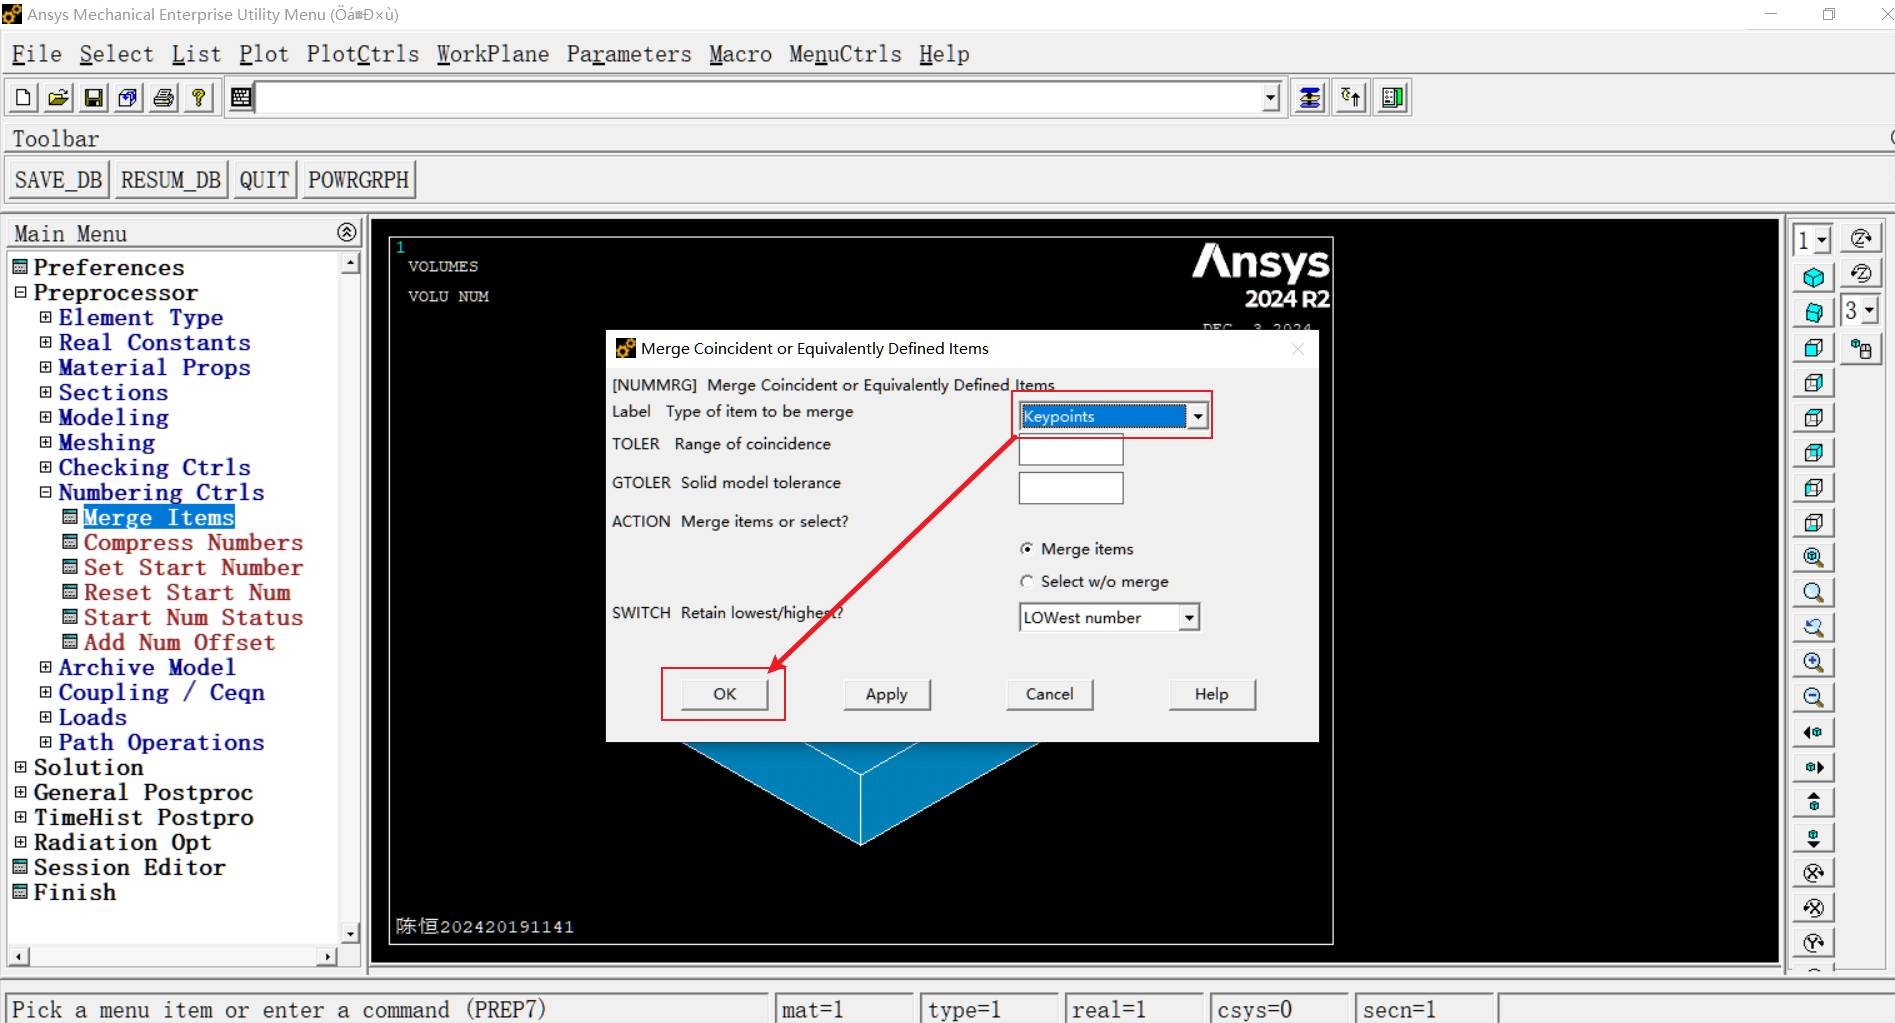 Ansys Mechanical Enterprise Utility Menu (Öá¤Ð×ù)
File Select List Plot PlotCtrls WorkPlane Parameters Macro MenuCtrls Help
Toolbar
SAVE_DB RESUM_DB QUIT POWRGRPH
Main Menu
Preferences
Preprocessor
Element Type
Real Constants
Material Props
Sections
Modeling
Meshing
Checking Ctrls
Numbering Ctrls
Merge Items
Compress Numbers
Set Start Number
Reset Start Num
Start Num Status
Add Num Offset
Archive Model
Coupling / Ceqn
Loads
Path Operations
Solution
General Postproc
TimeHist Postpro
Radiation Opt
Session Editor
Finish
1
VOLUMES
VOLU NUM
Ansys
2024 R2
DEC 3 2024
Merge Coincident or Equivalently Defined Items
[NUMMRG] Merge Coincident or Equivalently Defined Items
Label Type of item to be merge
Keypoints
TOLER Range of coincidence
GTOLER Solid model tolerance
ACTION Merge items or select?
Merge items
Select w/o merge
SWITCH Retain lowest/highest?
LOWest number
OK Apply Cancel Help
陈恒202420191141
1
3
Pick a menu item or enter a command (PREP7)
mat=1 type=1 real=1 csys=0 secn=1